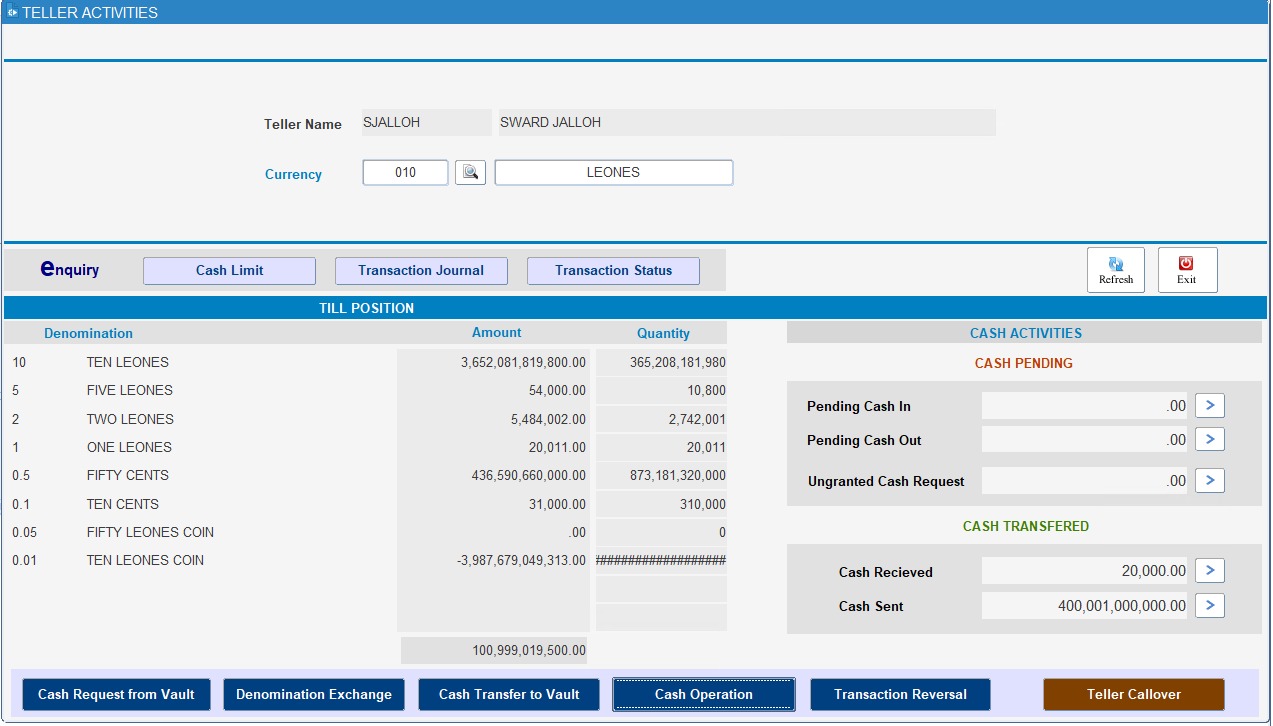 TELLER ACTIVITIES
Teller Name SJALLOH SWARD JALLOH
Currency 010 LEONES
enquiry Cash Limit Transaction Journal Transaction Status Refresh Exit
TILL POSITION
Denomination Amount Quantity CASH ACTIVITIES
10 TEN LEONES 3,652,081,819,800.00 365,208,181,980 CASH PENDING
5 FIVE LEONES 54,000.00 10,800
Pending Cash In .00 >
2 TWO LEONES 5,484,002.00 2,742,001
Pending Cash Out .00 >
1 ONE LEONES 20,011.00 20,011
0.5 FIFTY CENTS 436,590,660,000.00 873,181,320,000
Ungranted Cash Request .00 >
0.1 TEN CENTS 31,000.00 310,000
CASH TRANSFERED
0.05 FIFTY LEONES COIN .00 0
0.01 TEN LEONES COIN -3,987,679,049,313.00 ###################
Cash Recieved 20,000.00 >
Cash Sent 400,001,000,000.00 >
100,999,019,500.00
Cash Request from Vault Denomination Exchange Cash Transfer to Vault Cash Operation Transaction Reversal Teller Callover